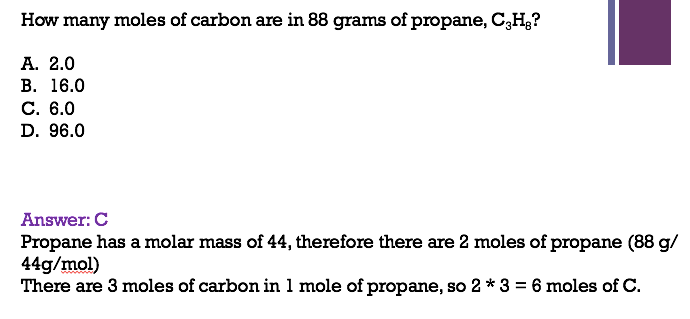 How many moles of carbon are in 88 grams of propane, C₃H₈?
A. 2.0
B. 16.0
C. 6.0
D. 96.0
Answer: C
Propane has a molar mass of 44, therefore there are 2 moles of propane (88 g/
44g/mol)
There are 3 moles of carbon in 1 mole of propane, so 2 * 3 = 6 moles of C.